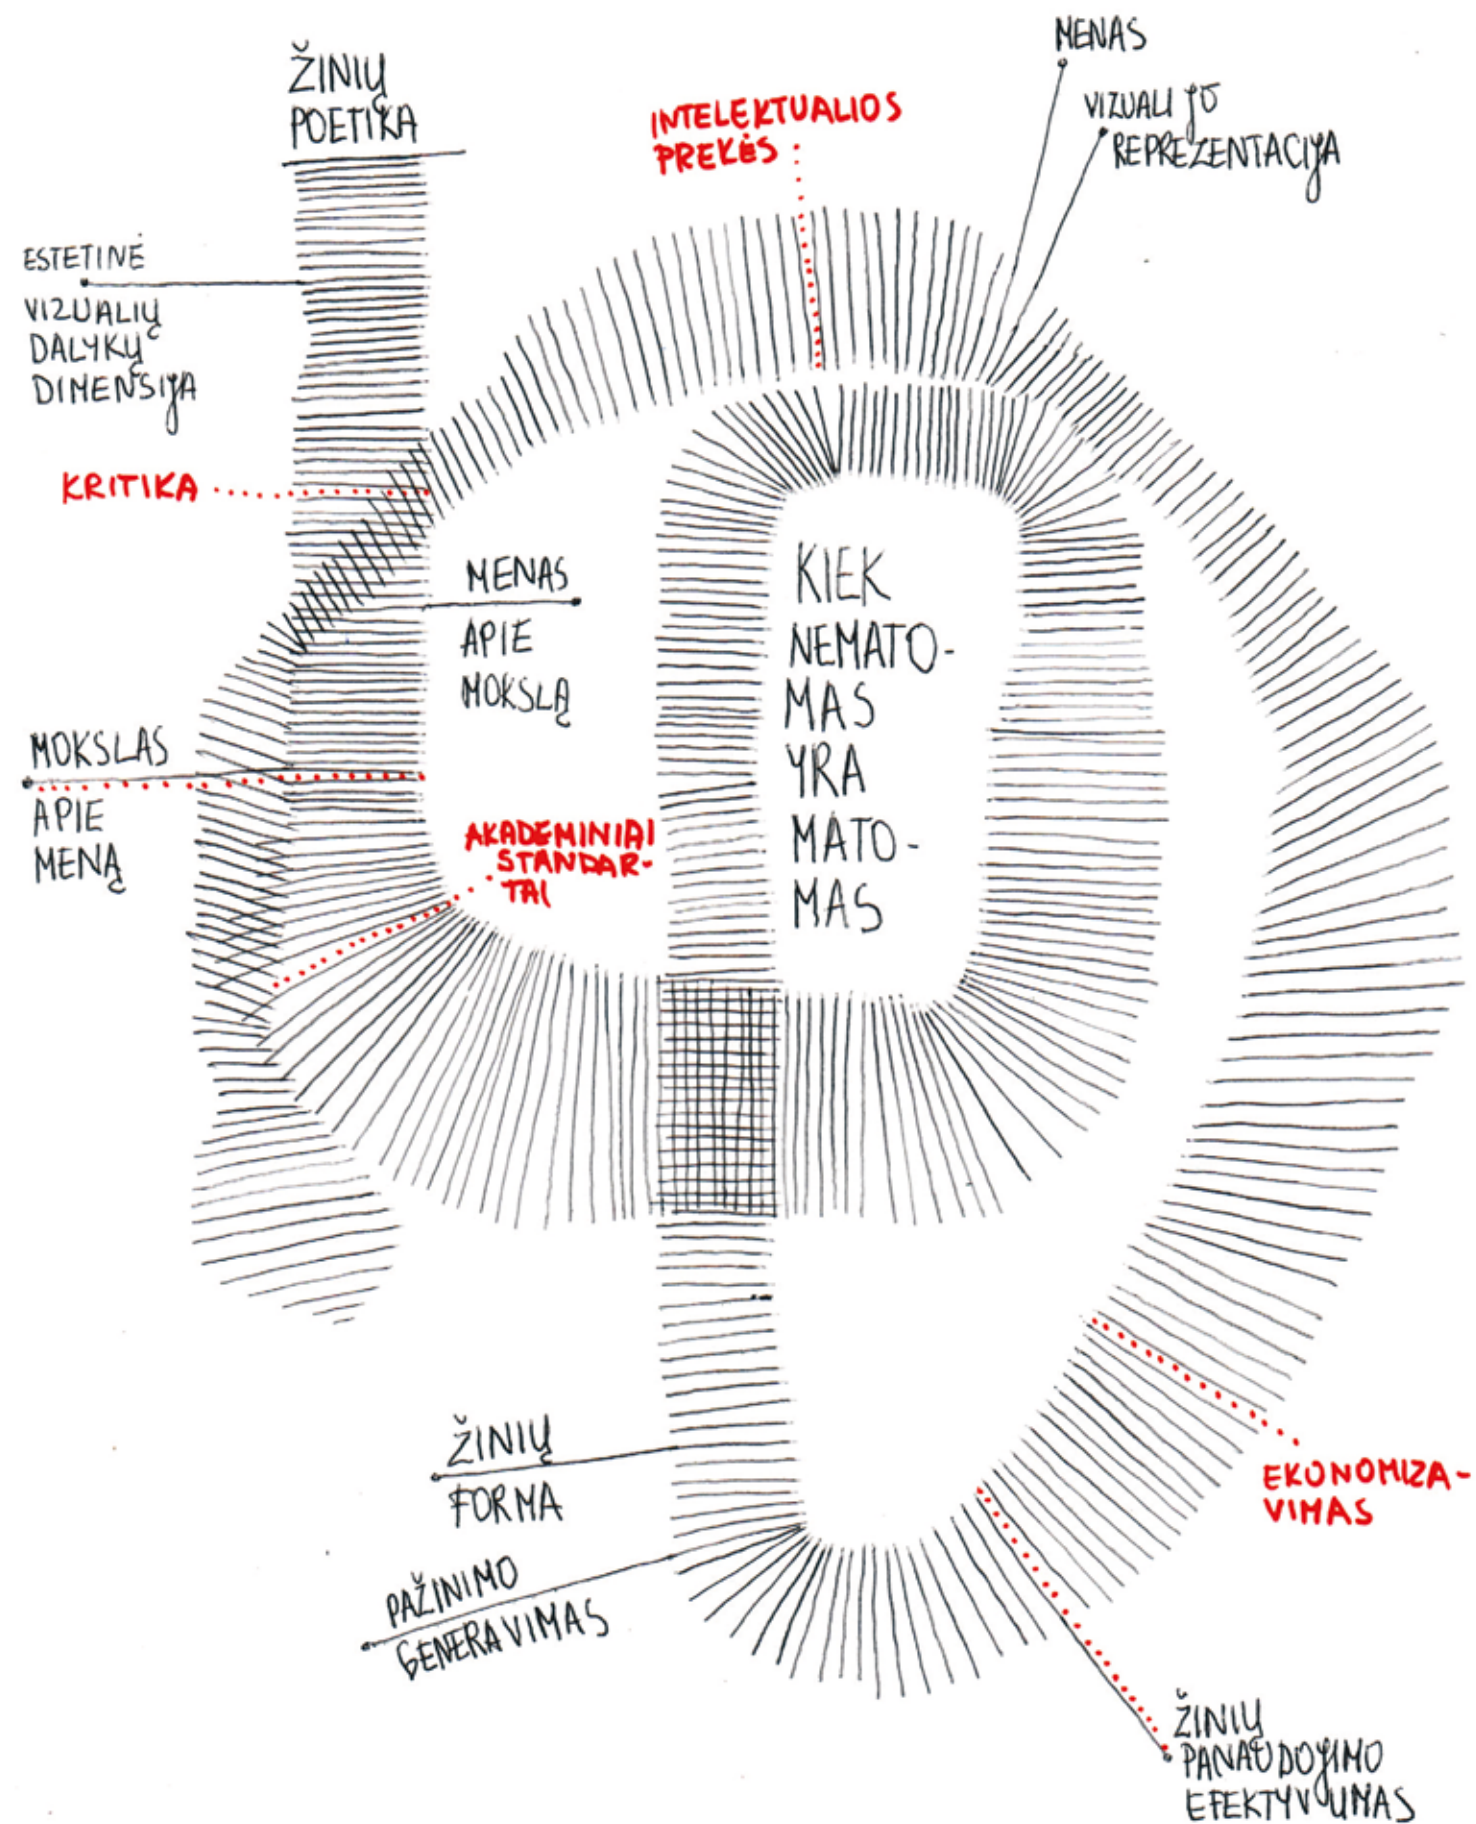 ŽINIŲ
POETIKA
INTELEKTUALIOS
PREKĖS
MENAS
VIZUALI JO
REPREZENTACIJA
ESTETINĖ
VIZUALIŲ
DALYKŲ
DIMENSIJA
KRITIKA
MENAS
APIE
MOKSLĄ
KIEK
NEMATO-
MAS
YRA
MATO-
MAS
MOKSLAS
APIE
MENĄ
AKADEMINIAI
STANDAR-
TAI
ŽINIŲ
FORMA
PAŽINIMO
GENERAVIMAS
EKONOMIZA-
VIMAS
ŽINIŲ
PANAUDOJIMO
EFEKTYVUMAS